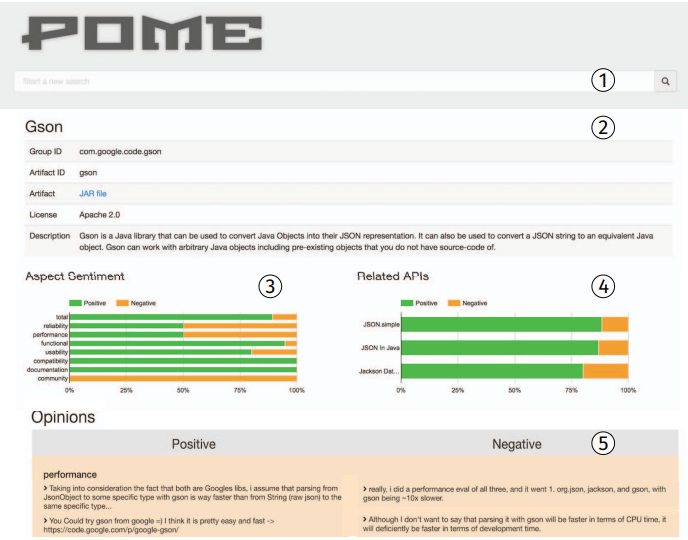 POME
Start a new search
1
Gson
2
Group ID com.google.code.gson
Artifact ID gson
Artifact JAR file
License Apache 2.0
Description Gson is a Java library that can be used to convert Java Objects into their JSON representation. It can also be used to convert a JSON string to an equivalent Java
object. Gson can work with arbitrary Java objects including pre-existing objects that you do not have source-code of.
Aspect Sentiment
3
Positive Negative
total
reliability
performance
functional
usability
compatibility
documentation
community
0% 25% 50% 75% 100%
Related APIs
4
Positive Negative
JSON.simple
JSON In Java
Jackson Dat...
0% 25% 50% 75% 100%
Opinions
Positive
Negative
5
performance
> Taking into consideration the fact that both are Googles libs, i assume that parsing from
JsonObject to some specific type with gson is way faster than from String (raw json) to the
same specific type...
> You Could try gson from google =) I think it is pretty easy and fast ->
https://code.google.com/p/google-gson/
> really, i did a performance eval of all three, and it went 1. org.json, jackson, and gson, with
gson being ~10x slower.
> Although I don't want to say that parsing it with gson will be faster in terms of CPU time, it
will deficiently be faster in terms of development time.